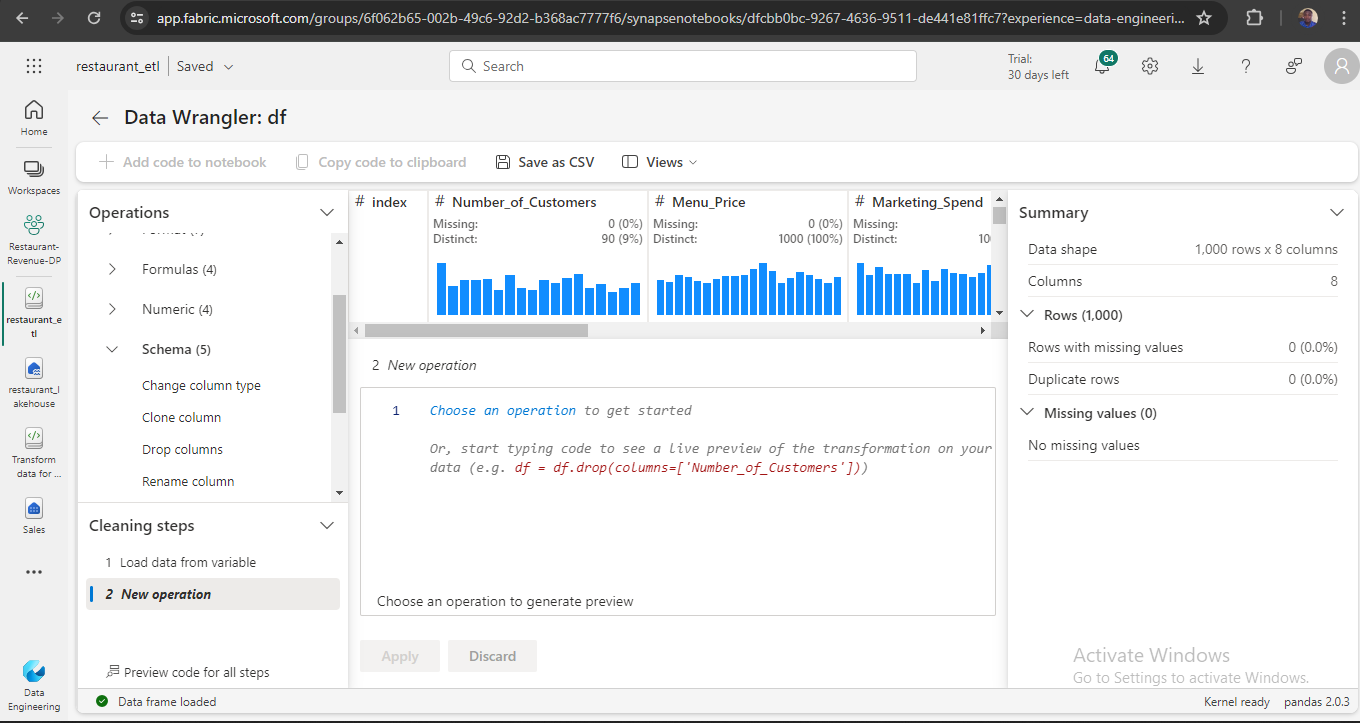 app.fabric.microsoft.com/groups/6f062b65-002b-49c6-92d2-b368ac7777f6/synapsenotebooks/dfcbb0bc-9267-4636-9511-de441e81ffc7?experience=data-engineeri...
restaurant_etl
Saved
Search
Trial:
30 days left
64
Home
Workspaces
Restaurant-
Revenue-DP
restaurant_e
tl
restaurant_l
akehouse
Transform
data for ...
Sales
Data
Engineering
Data Wrangler: df
Add code to notebook
Copy code to clipboard
Save as CSV
Views
Operations
Formulas (4)
Numeric (4)
Schema (5)
Change column type
Clone column
Drop columns
Rename column
Cleaning steps
1 Load data from variable
2 New operation
Preview code for all steps
# index
# Number_of_Customers
Missing: 0 (0%)
Distinct: 90 (9%)
# Menu_Price
Missing: 0 (0%)
Distinct: 1000 (100%)
# Marketing_Spend
Missing:
Distinct: 10
2 New operation
1 Choose an operation to get started
Or, start typing code to see a live preview of the transformation on your
data (e.g. df = df.drop(columns=['Number_of_Customers']))
Choose an operation to generate preview
Apply
Discard
Summary
Data shape 1,000 rows x 8 columns
Columns 8
Rows (1,000)
Rows with missing values 0 (0.0%)
Duplicate rows 0 (0.0%)
Missing values (0)
No missing values
Activate Windows
Go to Settings to activate Windows.
Data frame loaded
Kernel ready
pandas 2.0.3